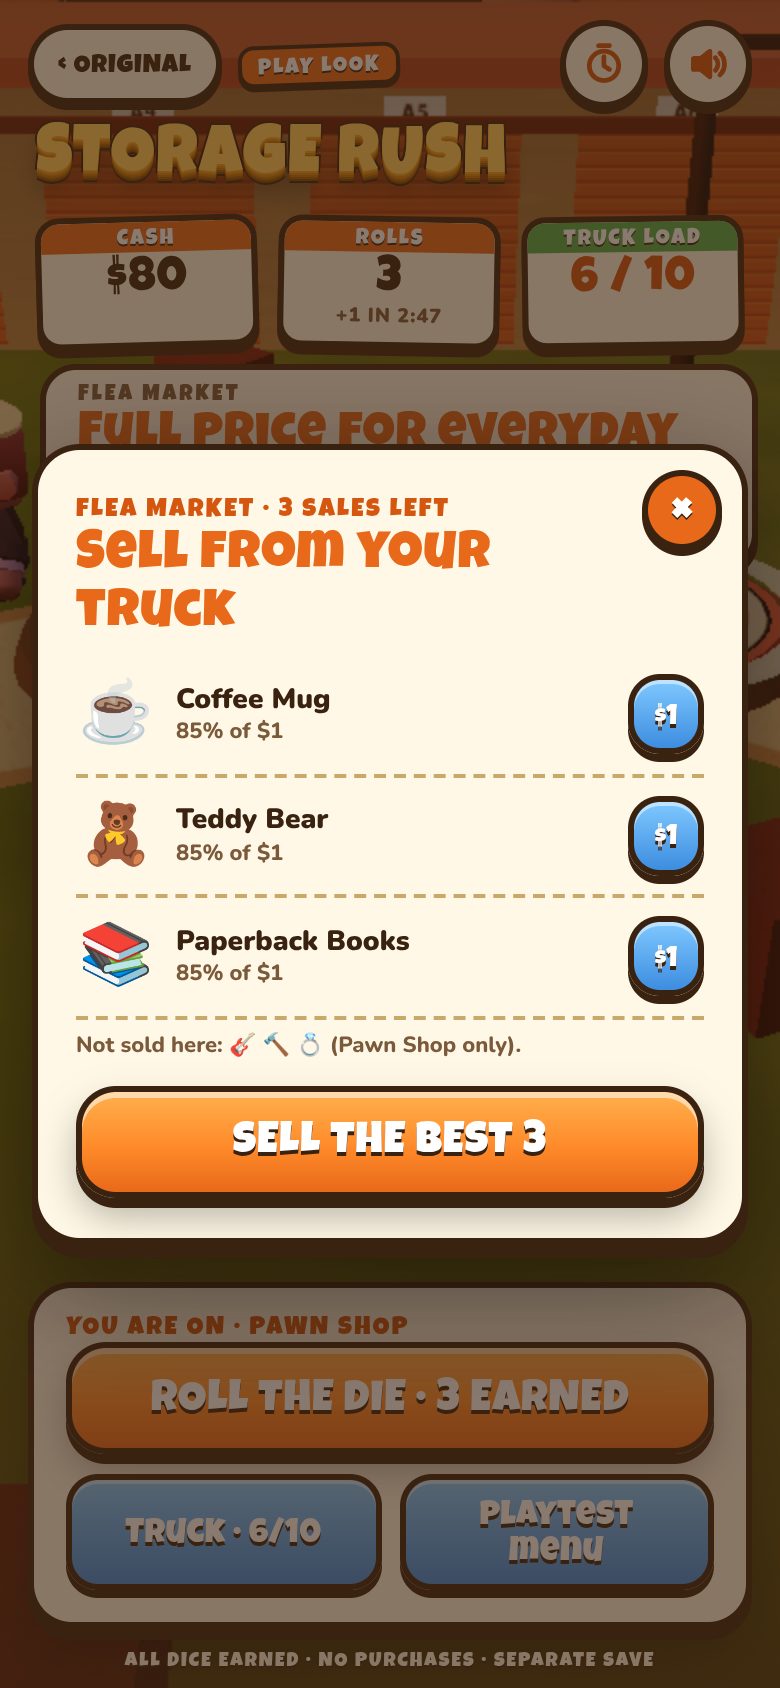 < ORIGINAL
PLAY LOOK
A5
STORAGE RUSH
CASH
$80
ROLLS
3
+1 IN 2:47
TRUCK LOAD
6 / 10
FLEA MARKET
FULL PRICE FOR EVERYDAY
FLEA MARKET · 3 SALES LEFT
SELL FROM YOUR
TRUCK
Coffee Mug
85% of $1
$1
Teddy Bear
85% of $1
$1
Paperback Books
85% of $1
$1
Not sold here: 🎸 🔨 💍 (Pawn Shop only).
SELL THE BEST 3
YOU ARE ON · PAWN SHOP
ROLL THE DIE · 3 EARNED
TRUCK · 6/10
PLAYTEST
MENU
ALL DICE EARNED · NO PURCHASES · SEPARATE SAVE